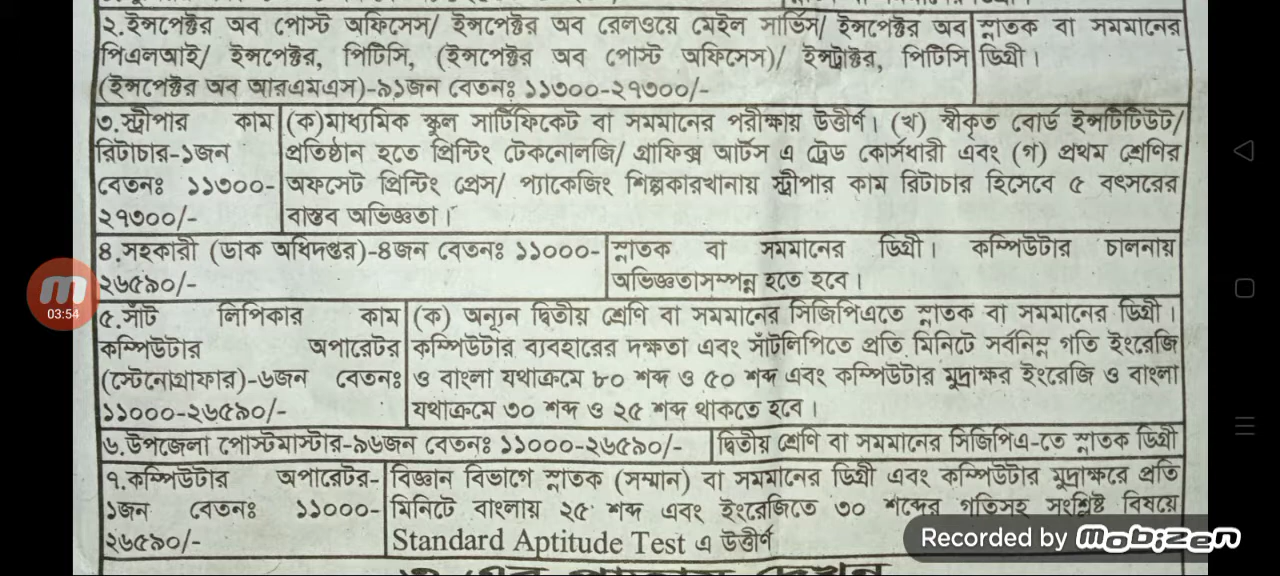 ২.ইন্সপেক্টর অব পোস্ট অফিসেস/ ইন্সপেক্টর অব রেলওয়ে মেইল সার্ভিস/ ইন্সপেক্টর অব
পিএলআই/ ইন্সপেক্টর, পিটিসি, (ইন্সপেক্টর অব পোস্ট অফিসেস)/ ইন্সট্রাক্টর, পিটিসি
(ইন্সপেক্টর অব আরএমএস)-৯১জন বেতনঃ ১১৩০০-২৭৩০০/-
স্নাতক বা সমমানের
ডিগ্রী।
৩.স্ট্রীপার কাম
রিটাচার-১জন
বেতনঃ ১১৩০০-
২৭৩০০/-
(ক)মাধ্যমিক স্কুল সার্টিফিকেট বা সমমানের পরীক্ষায় উত্তীর্ণ। (খ) স্বীকৃত বোর্ড ইন্সটিটিউট/
প্রতিষ্ঠান হতে প্রিন্টিং টেকনোলজি/ গ্রাফিক্স আর্টস এ ট্রেড কোর্সধারী এবং (গ) প্রথম শ্রেণির
অফসেট প্রিন্টিং প্রেস/ প্যাকেজিং শিল্পকারখানায় স্ট্রীপার কাম রিটাচার হিসেবে ৫ বৎসরের
বাস্তব অভিজ্ঞতা।
৪.সহকারী (ডাক অধিদপ্তর)-৪জন বেতনঃ ১১০০০-
২৬৫৯০/-
স্নাতক বা সমমানের ডিগ্রী। কম্পিউটার চালনায়
অভিজ্ঞতাসম্পন্ন হতে হবে।
৫.সাঁট লিপিকার কাম
কম্পিউটার অপারেটর
(স্টেনোগ্রাফার)-৬জন বেতনঃ
১১০০০-২৬৫৯০/-
(ক) অন্যূন দ্বিতীয় শ্রেণি বা সমমানের সিজিপিএতে স্নাতক বা সমমানের ডিগ্রী।
কম্পিউটার ব্যবহারের দক্ষতা এবং সাঁটলিপিতে প্রতি মিনিটে সর্বনিম্ন গতি ইংরেজি
ও বাংলা যথাক্রমে ৮০ শব্দ ও ৫০ শব্দ এবং কম্পিউটার মুদ্রাক্ষর ইংরেজি ও বাংলা
যথাক্রমে ৩০ শব্দ ও ২৫ শব্দ থাকতে হবে।
৬.উপজেলা পোস্টমাস্টার-৯৬জন বেতনঃ ১১০০০-২৬৫৯০/-
দ্বিতীয় শ্রেণি বা সমমানের সিজিপিএ-তে স্নাতক ডিগ্রী
৭.কম্পিউটার অপারেটর-
১জন বেতনঃ ১১০০০-
২৬৫৯০/-
বিজ্ঞান বিভাগে স্নাতক (সম্মান) বা সমমানের ডিগ্রী এবং কম্পিউটার মুদ্রাক্ষরে প্রতি
মিনিটে বাংলায় ২৫ শব্দ এবং ইংরেজিতে ৩০ শব্দের গতিসহ সংশ্লিষ্ট বিষয়ে
Standard Aptitude Test এ উত্তীর্ণ
03:54
Recorded by mobizen